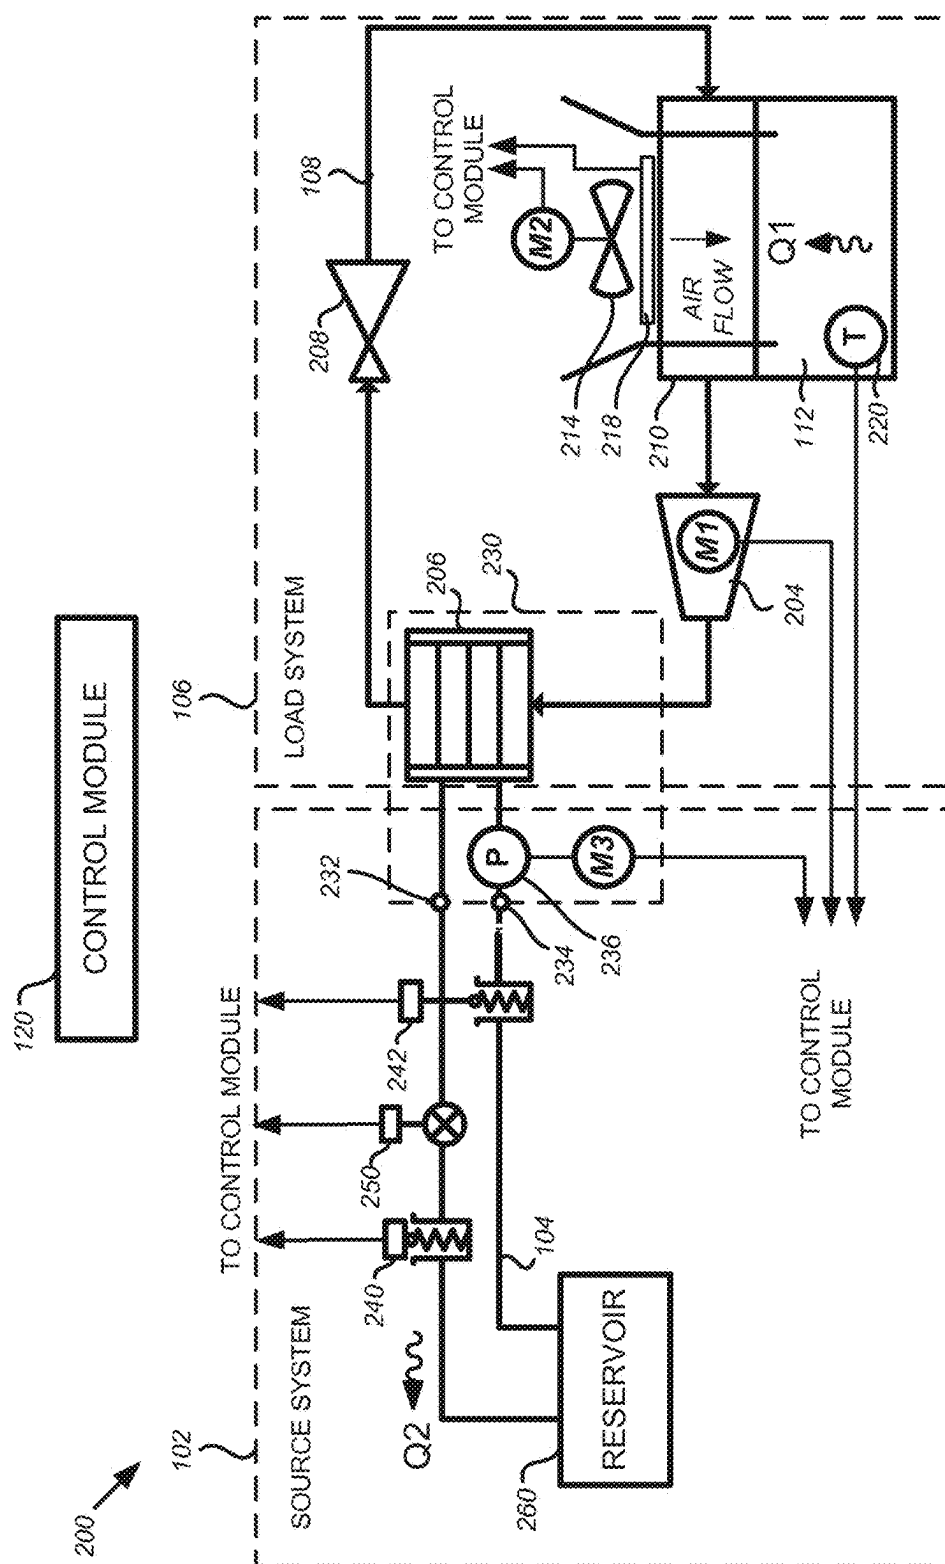 200
120
CONTROL MODULE
102
SOURCE SYSTEM
TO CONTROL MODULE
106
LOAD SYSTEM
Q2
240
250
242
232
206
230
208
108
TO CONTROL
MODULE
M2
214
218
210
AIR
FLOW
Q1
112
T
220
M1
204
P
M3
234
236
104
260
RESERVOIR
TO CONTROL
MODULE